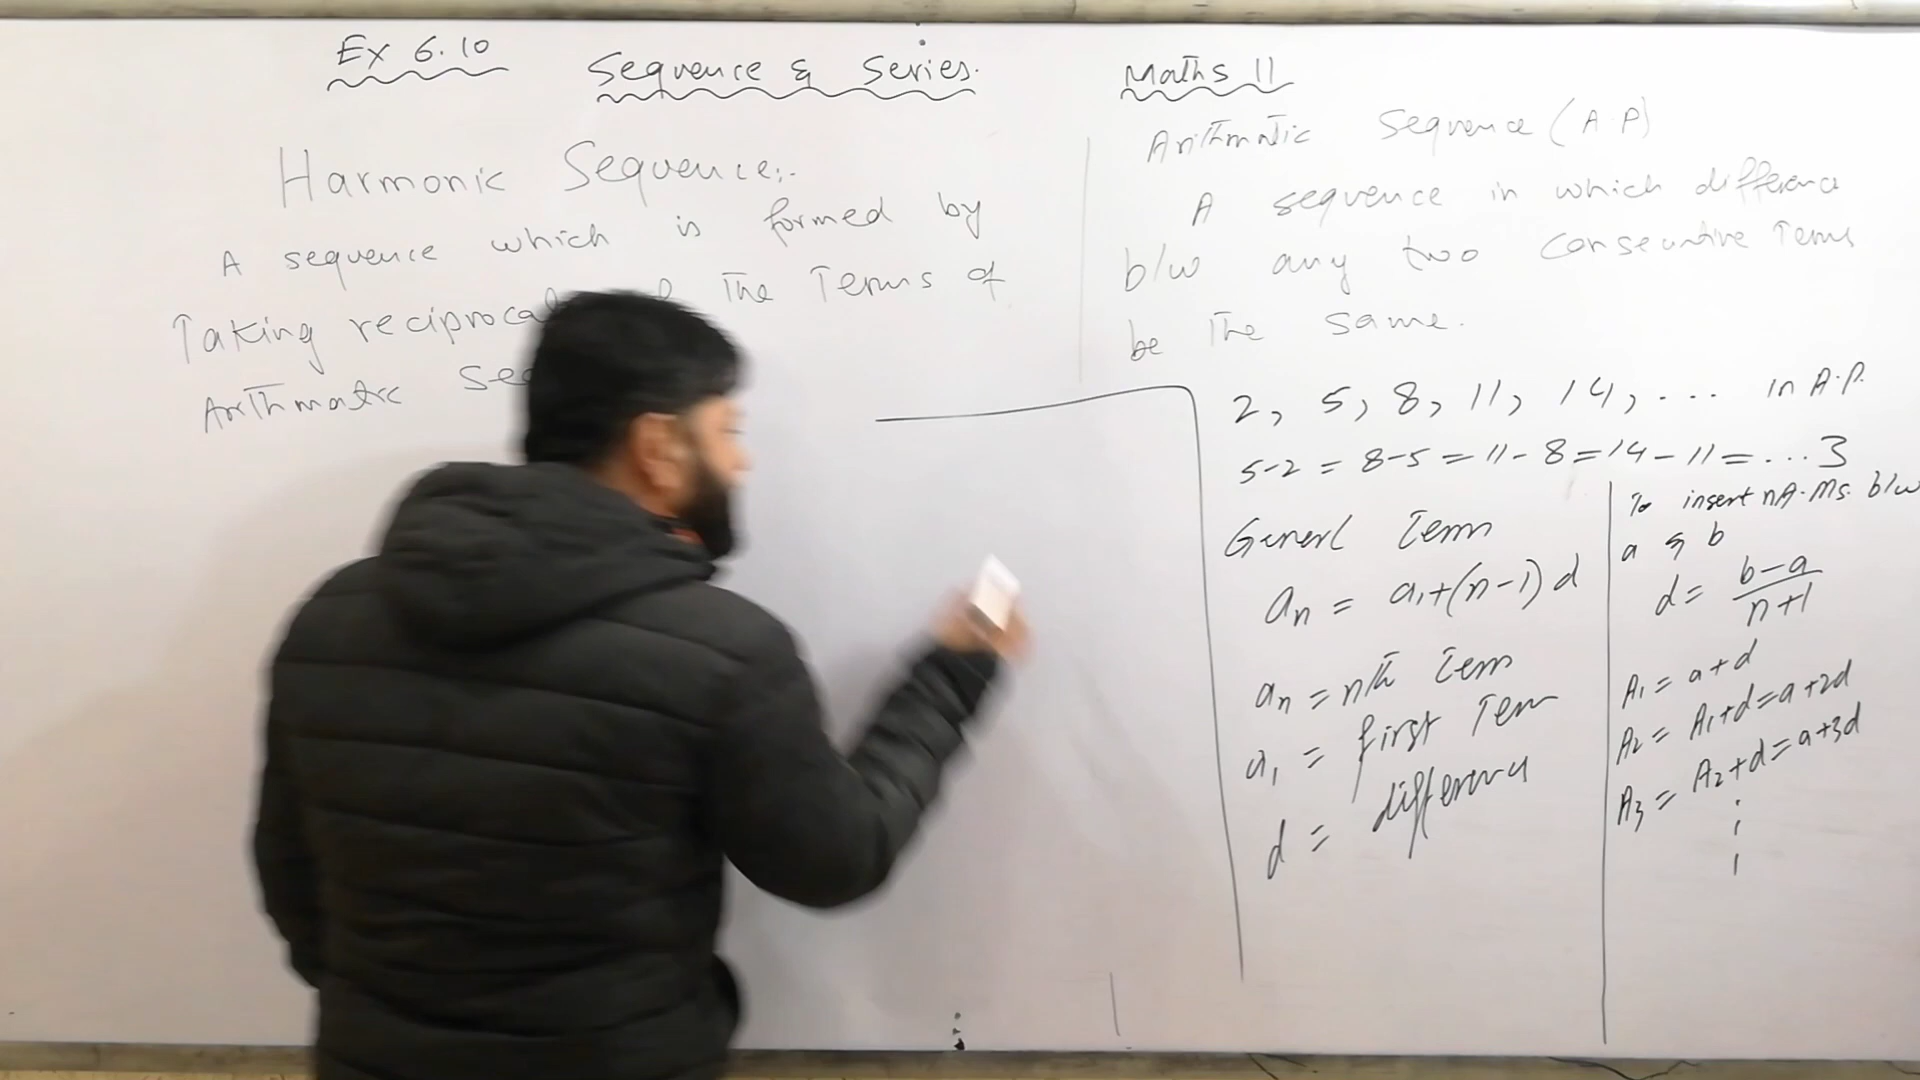 Ex 6.10
Sequence & Series.
Maths 11
Harmonic Sequence:-
A sequence which is formed by
Taking reciprocal of The Terms of
Arithmatic Seq
Arithmatic Sequence (A.P)
A sequence in which difference
b/w any two consecutive Terms
be The same.
2, 5, 8, 11, 14, ... in A.P.
5-2 = 8-5 = 11-8 = 14-11 = ... 3
Generl Term
an = a1+(n-1)d
an = nth Term
a1 = first Term
d = difference
To insert n A.Ms. b/w
a & b
d = b-a/n+1
A1 = a+d
A2 = A1+d = a+2d
A3 = A2+d = a+3d